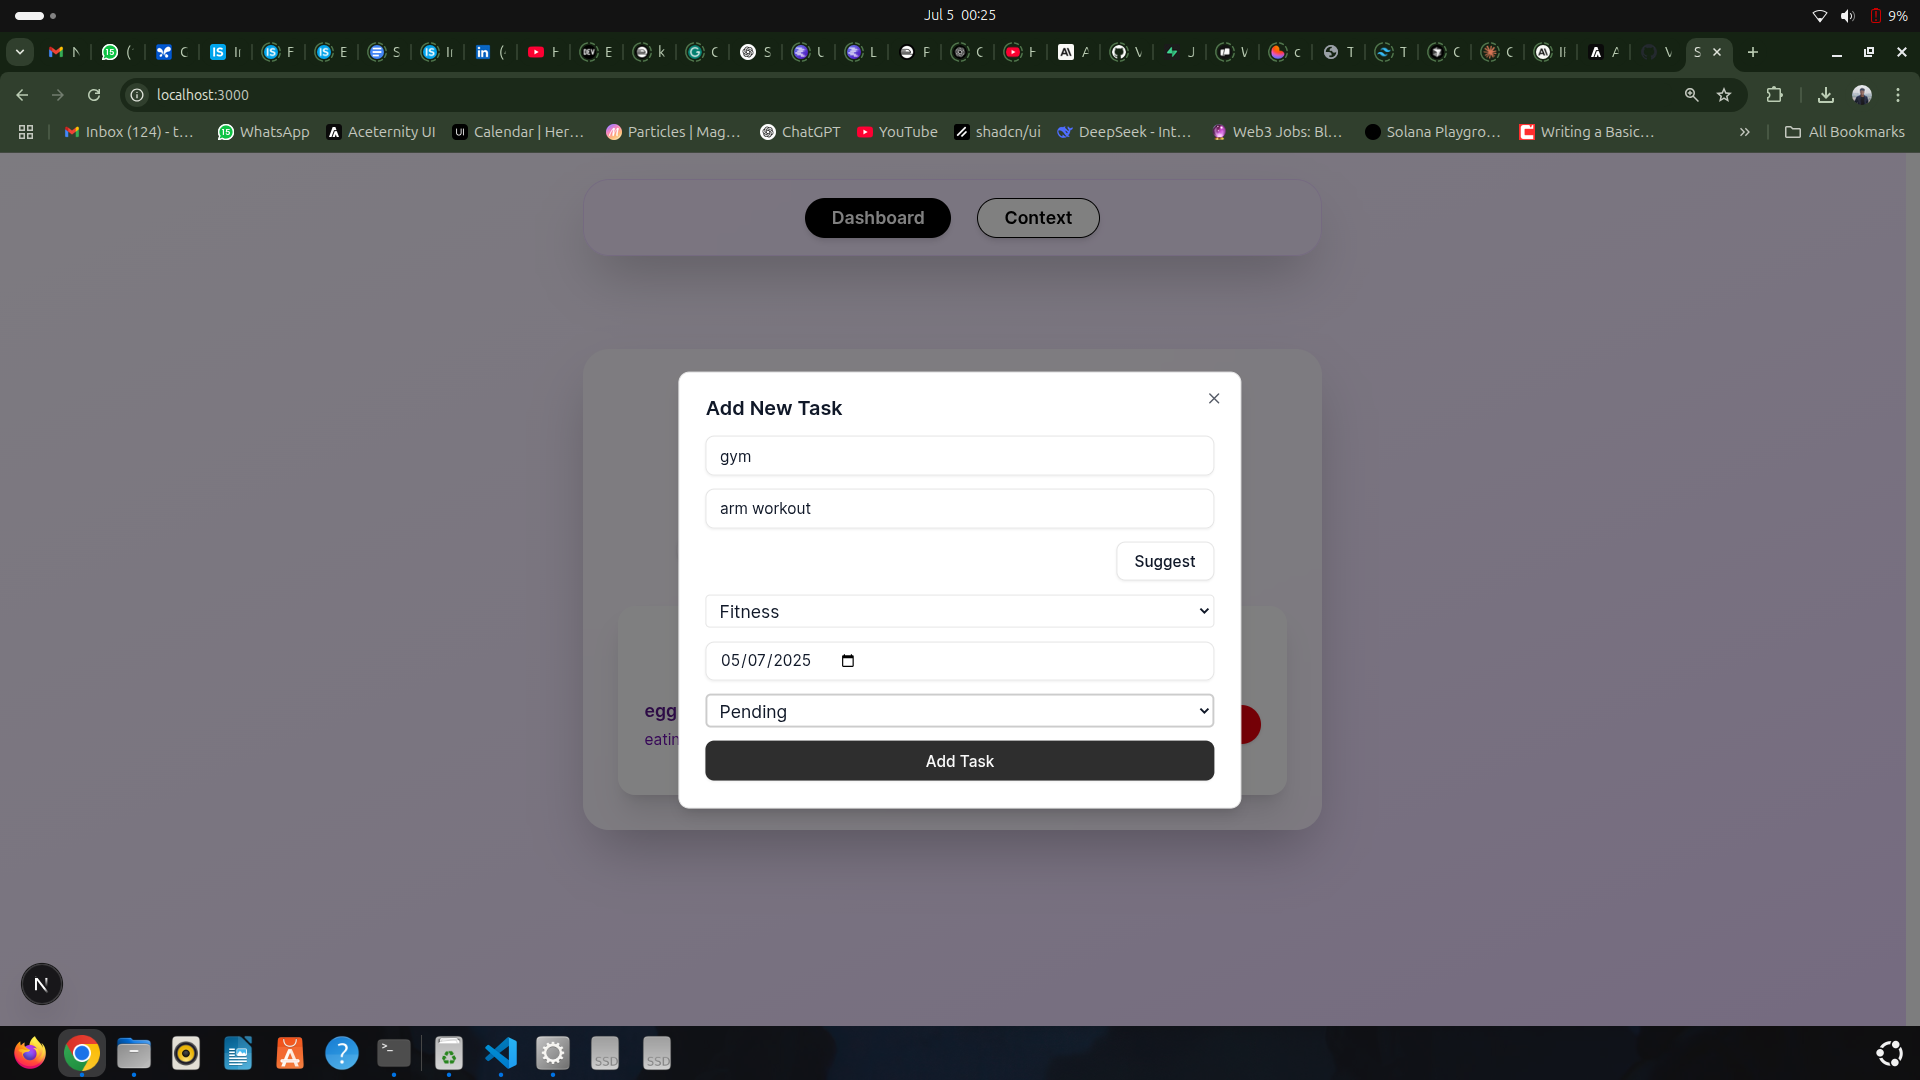 Jul 5 00:25
9%
localhost:3000
Inbox (124) - t...
WhatsApp
Aceternity UI
Calendar | Her...
Particles | Mag...
ChatGPT
YouTube
shadcn/ui
DeepSeek - Int...
Web3 Jobs: Bl...
Solana Playgro...
Writing a Basic...
All Bookmarks
Dashboard
Context
Add New Task
gym
arm workout
Suggest
Fitness
05/07/2025
Pending
egg
eatin
Add Task
N
SSD
SSD